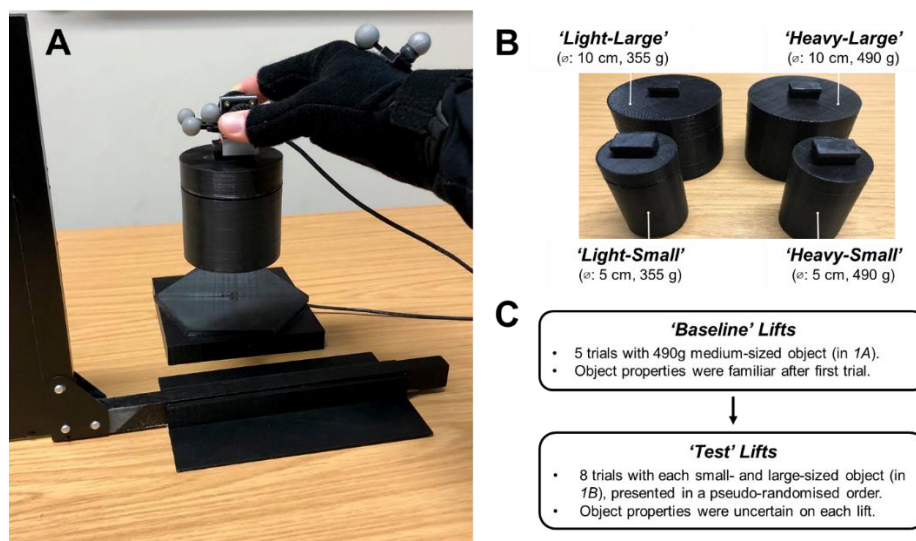 A
B
‘Light-Large’
(⌀: 10 cm, 355 g)
‘Heavy-Large’
(⌀: 10 cm, 490 g)
‘Light-Small’
(⌀: 5 cm, 355 g)
‘Heavy-Small’
(⌀: 5 cm, 490 g)
C
‘Baseline’ Lifts
• 5 trials with 490g medium-sized object (in 1A).
• Object properties were familiar after first trial.
‘Test’ Lifts
• 8 trials with each small- and large-sized object (in
1B), presented in a pseudo-randomised order.
• Object properties were uncertain on each lift.